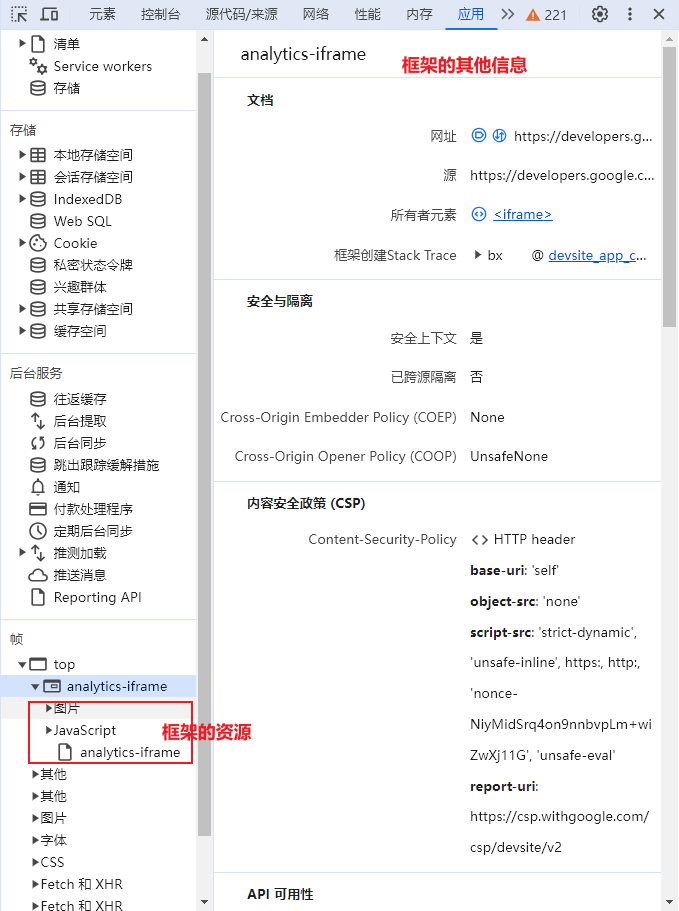 元素 控制台 源代码/来源 网络 性能 内存 应用 221
清单
Service workers
存储
存储
本地存储空间
会话存储空间
IndexedDB
Web SQL
Cookie
私密状态令牌
兴趣群体
共享存储空间
缓存空间
后台服务
往返缓存
后台提取
后台同步
跳出跟踪缓解措施
通知
付款处理程序
定期后台同步
推测加载
推送消息
Reporting API
帧
top
analytics-iframe
图片
JavaScript
analytics-iframe
框架的资源
其他
其他
图片
字体
CSS
Fetch 和 XHR
Fetch 和 XHR
analytics-iframe
框架的其他信息
文档
网址 https://developers.g...
源 https://developers.google.c...
所有者元素 <iframe>
框架创建Stack Trace bx @ devsite_app_c...
安全与隔离
安全上下文 是
已跨源隔离 否
Cross-Origin Embedder Policy (COEP) None
Cross-Origin Opener Policy (COOP) UnsafeNone
内容安全政策 (CSP)
Content-Security-Policy HTTP header
base-uri: 'self'
object-src: 'none'
script-src: 'strict-dynamic',
'unsafe-inline', https:, http:,
'nonce-
NiyMidSrq4on9nnbvpLm+wi
ZwXj11G', 'unsafe-eval'
report-uri:
https://csp.withgoogle.com/
csp/devsite/v2
API 可用性